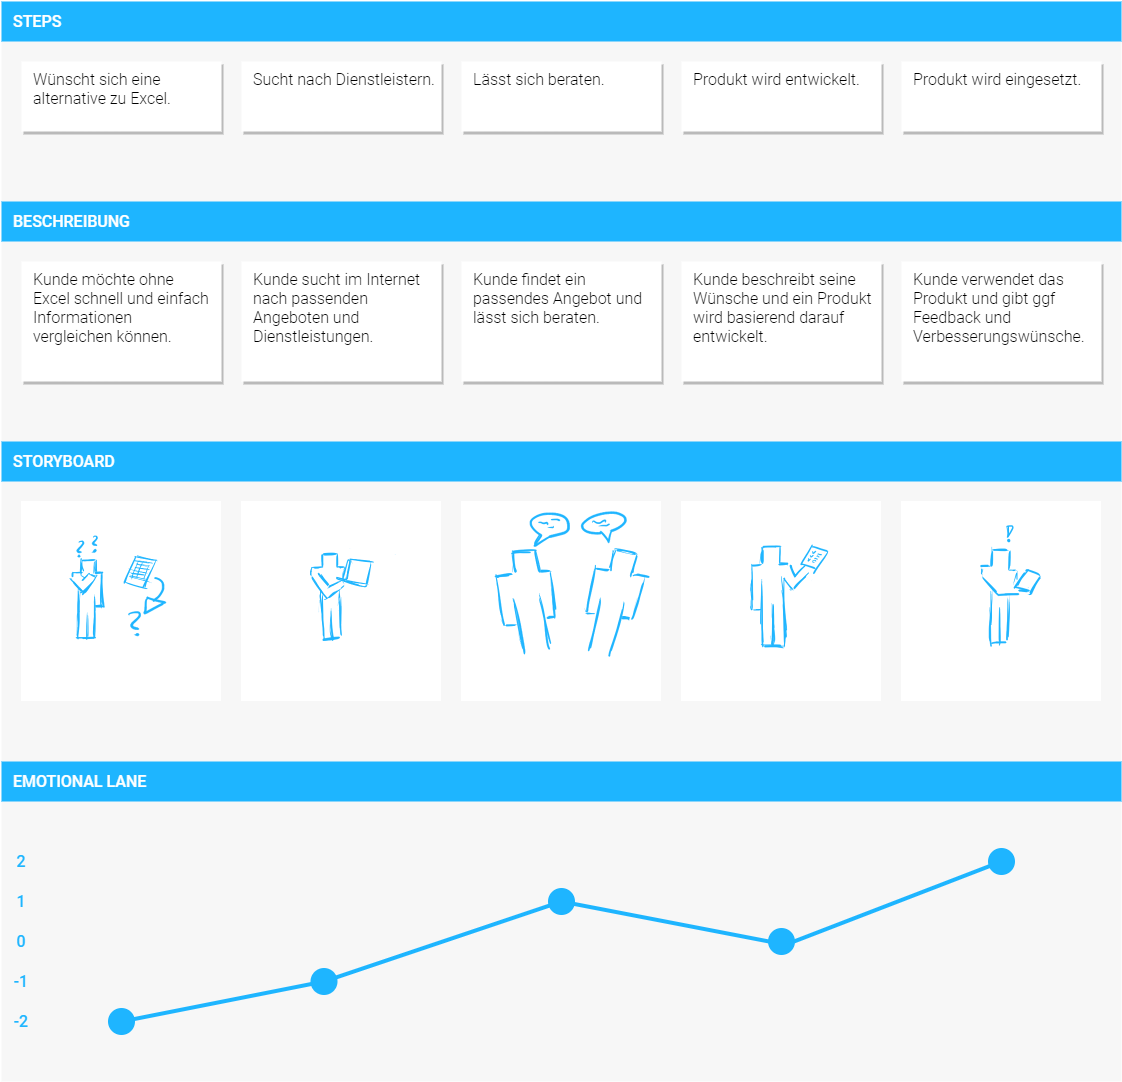 STEPS
Wünscht sich eine
alternative zu Excel.
Sucht nach Dienstleistern.
Lässt sich beraten.
Produkt wird entwickelt.
Produkt wird eingesetzt.
BESCHREIBUNG
Kunde möchte ohne
Excel schnell und einfach
Informationen
vergleichen können.
Kunde sucht im Internet
nach passenden
Angeboten und
Dienstleistungen.
Kunde findet ein
passendes Angebot und
lässt sich beraten.
Kunde beschreibt seine
Wünsche und ein Produkt
wird basierend darauf
entwickelt.
Kunde verwendet das
Produkt und gibt ggf
Feedback und
Verbesserungswünsche.
STORYBOARD
? ?
?
!
EMOTIONAL LANE
2
1
0
-1
-2